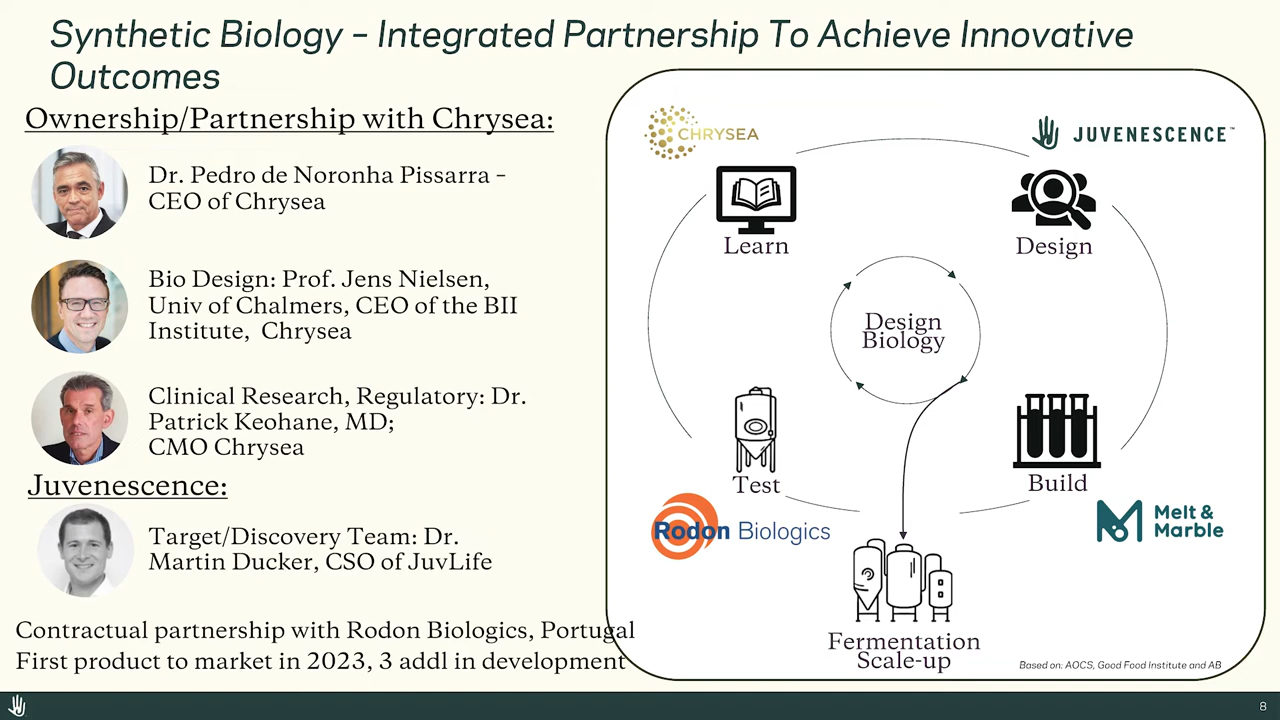 Synthetic Biology – Integrated Partnership To Achieve Innovative
Outcomes
Ownership/Partnership with Chrysea:
Dr. Pedro de Noronha Pissarra –
CEO of Chrysea
Bio Design: Prof. Jens Nielsen,
Univ of Chalmers, CEO of the BII
Institute, Chrysea
Clinical Research, Regulatory: Dr.
Patrick Keohane, MD;
CMO Chrysea
Juvenescence:
Target/Discovery Team: Dr.
Martin Ducker, CSO of JuvLife
Contractual partnership with Rodon Biologics, Portugal
First product to market in 2023, 3 addl in development
CHRYSEA
JUVENESCENCE™
Learn
Design
Design
Biology
Test
Build
Rodon Biologics
Melt &
Marble
Fermentation
Scale-up
Based on: AOCS, Good Food Institute and AB
8